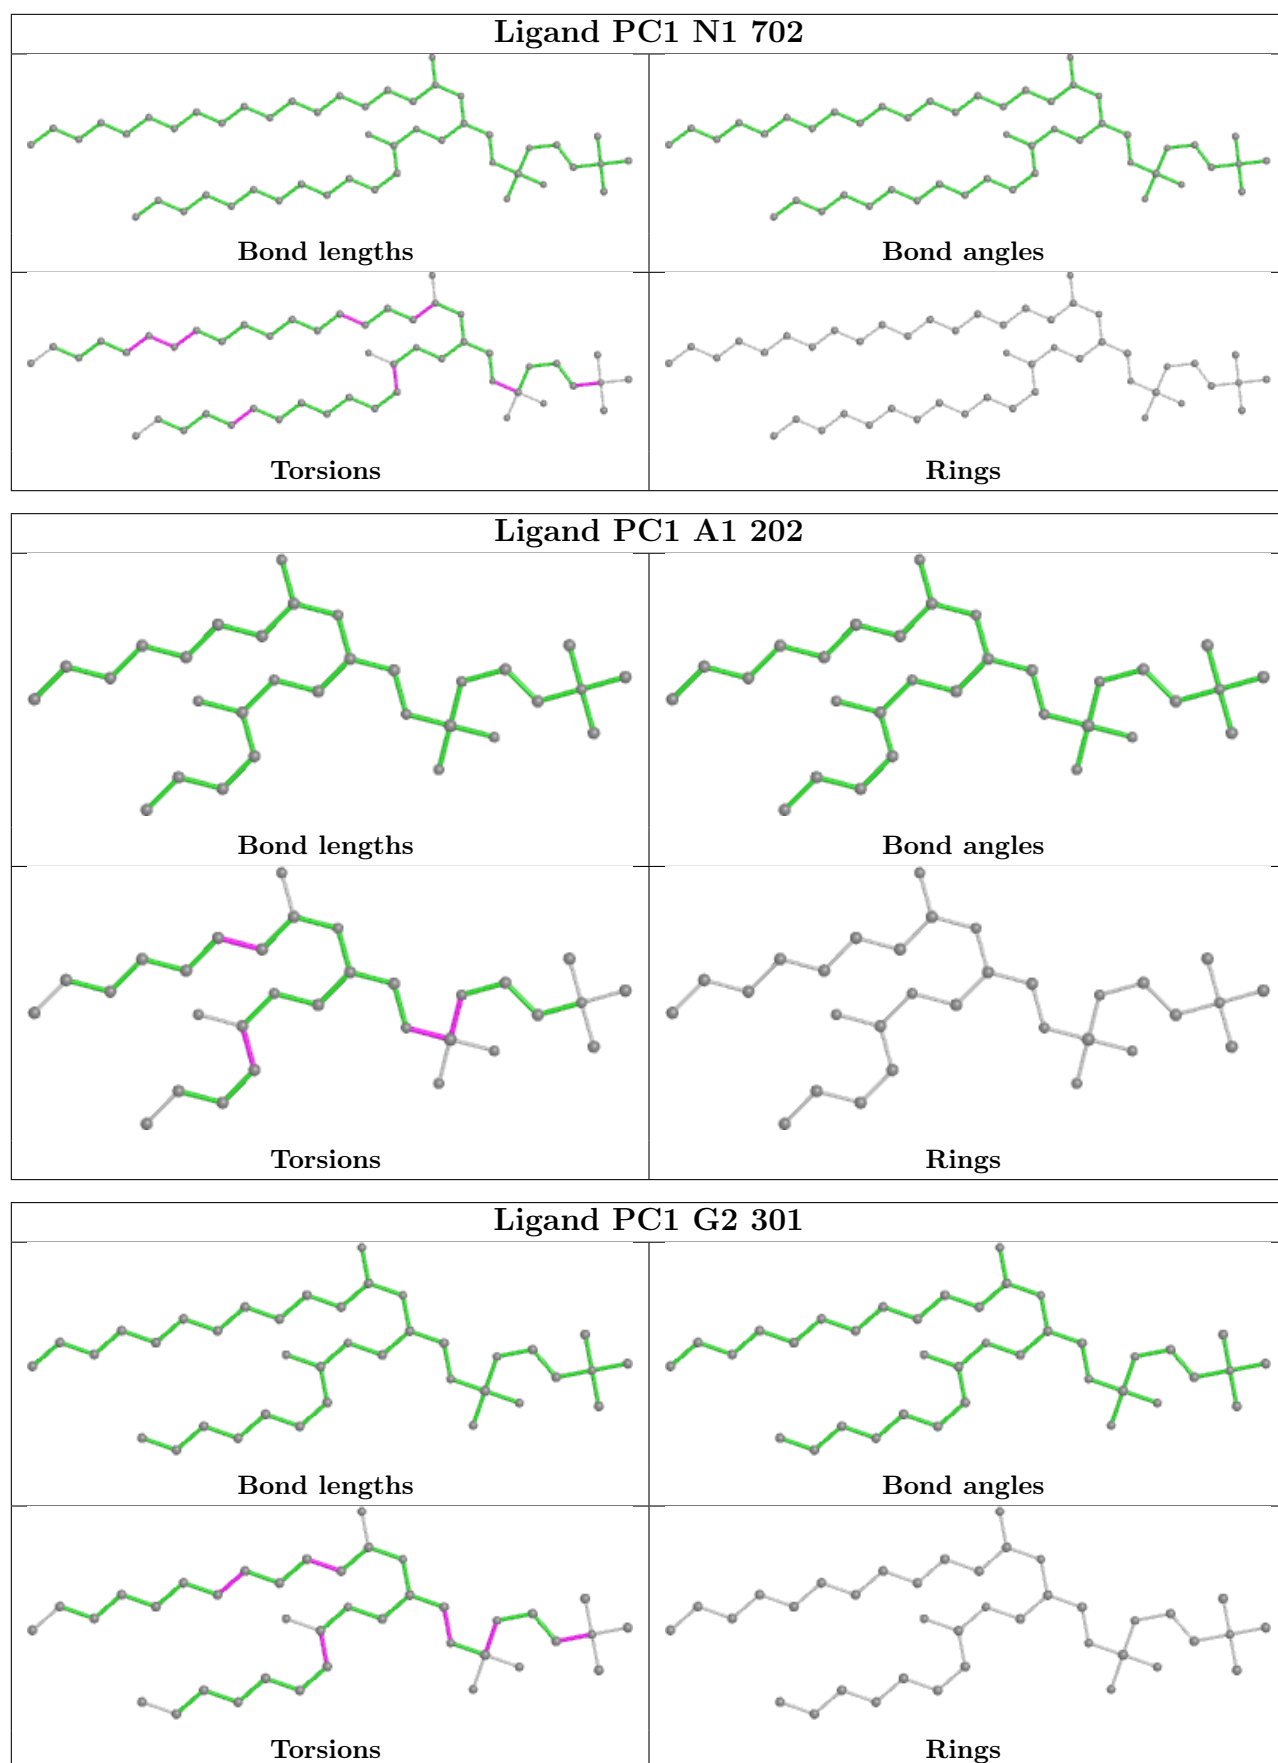 Ligand PC1 N1 702
Bond lengths
Bond angles
Torsions
Rings
Ligand PC1 A1 202
Bond lengths
Bond angles
Torsions
Rings
Ligand PC1 G2 301
Bond lengths
Bond angles
Torsions
Rings